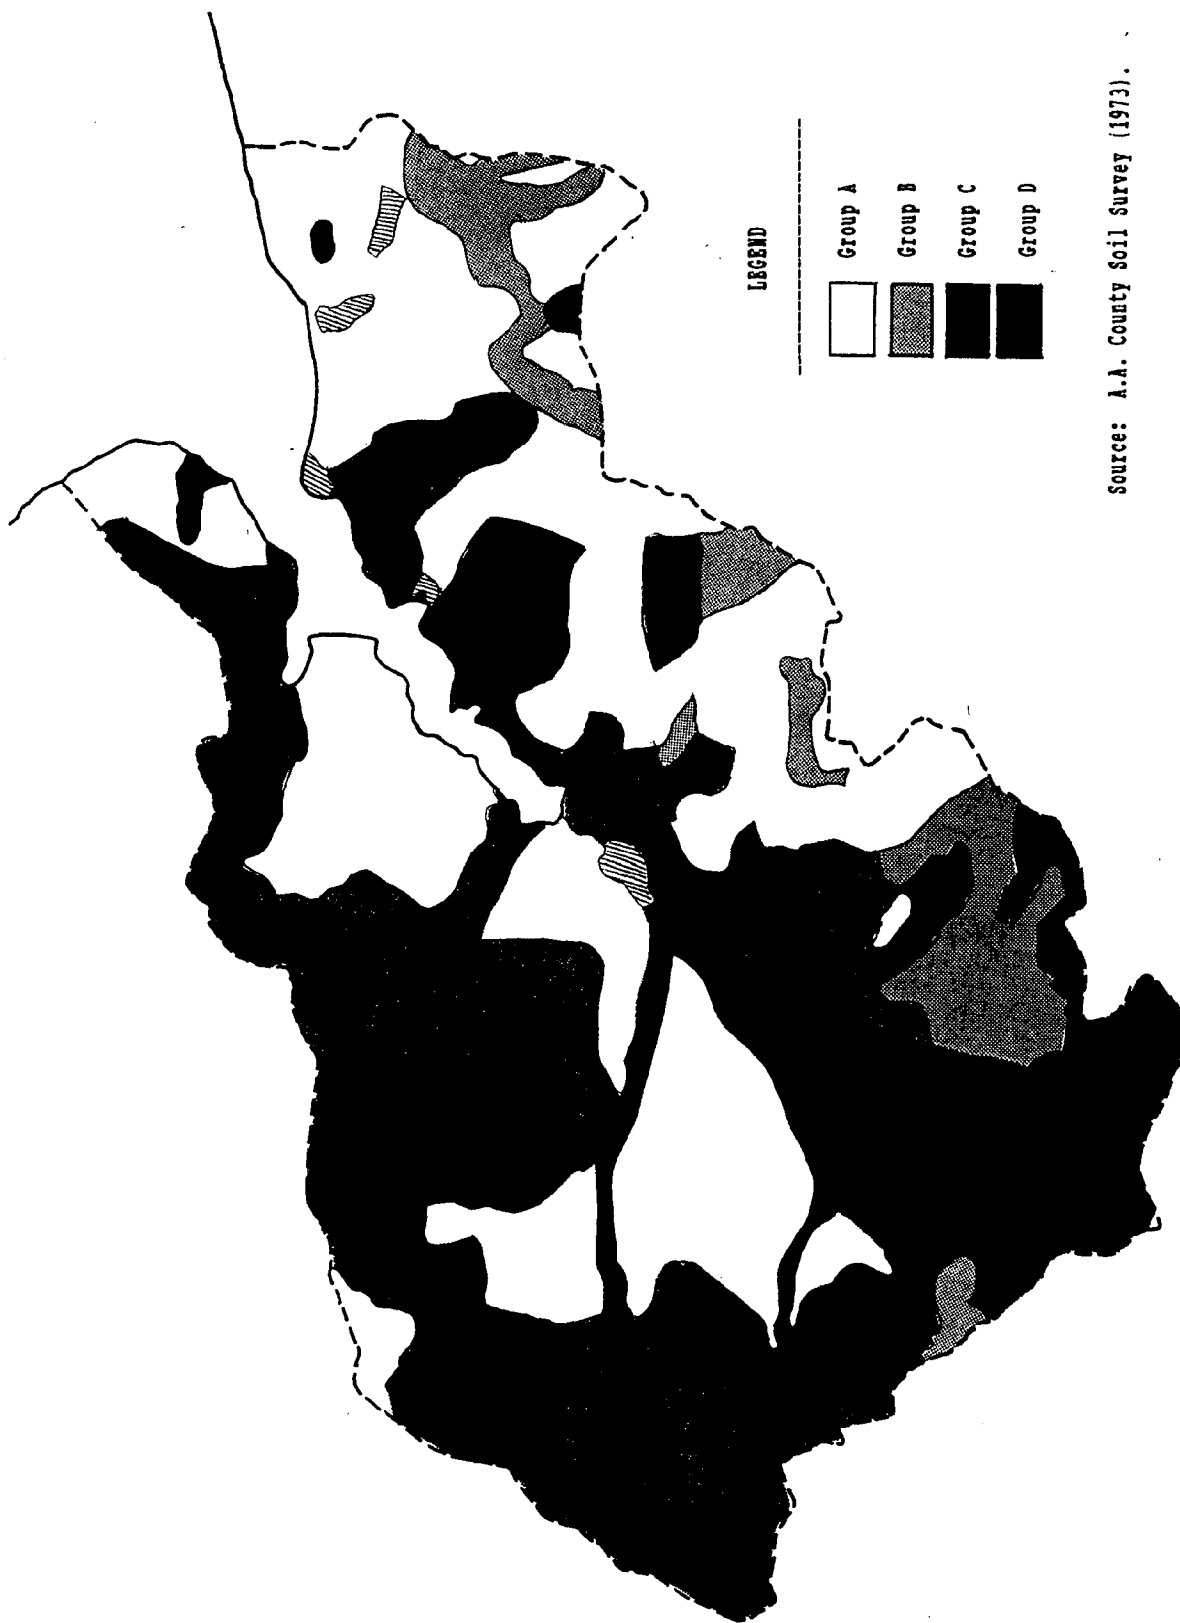 LEGEND
Group A
Group B
Group C
Group D
Source: A.A. County Soil Survey (1973).